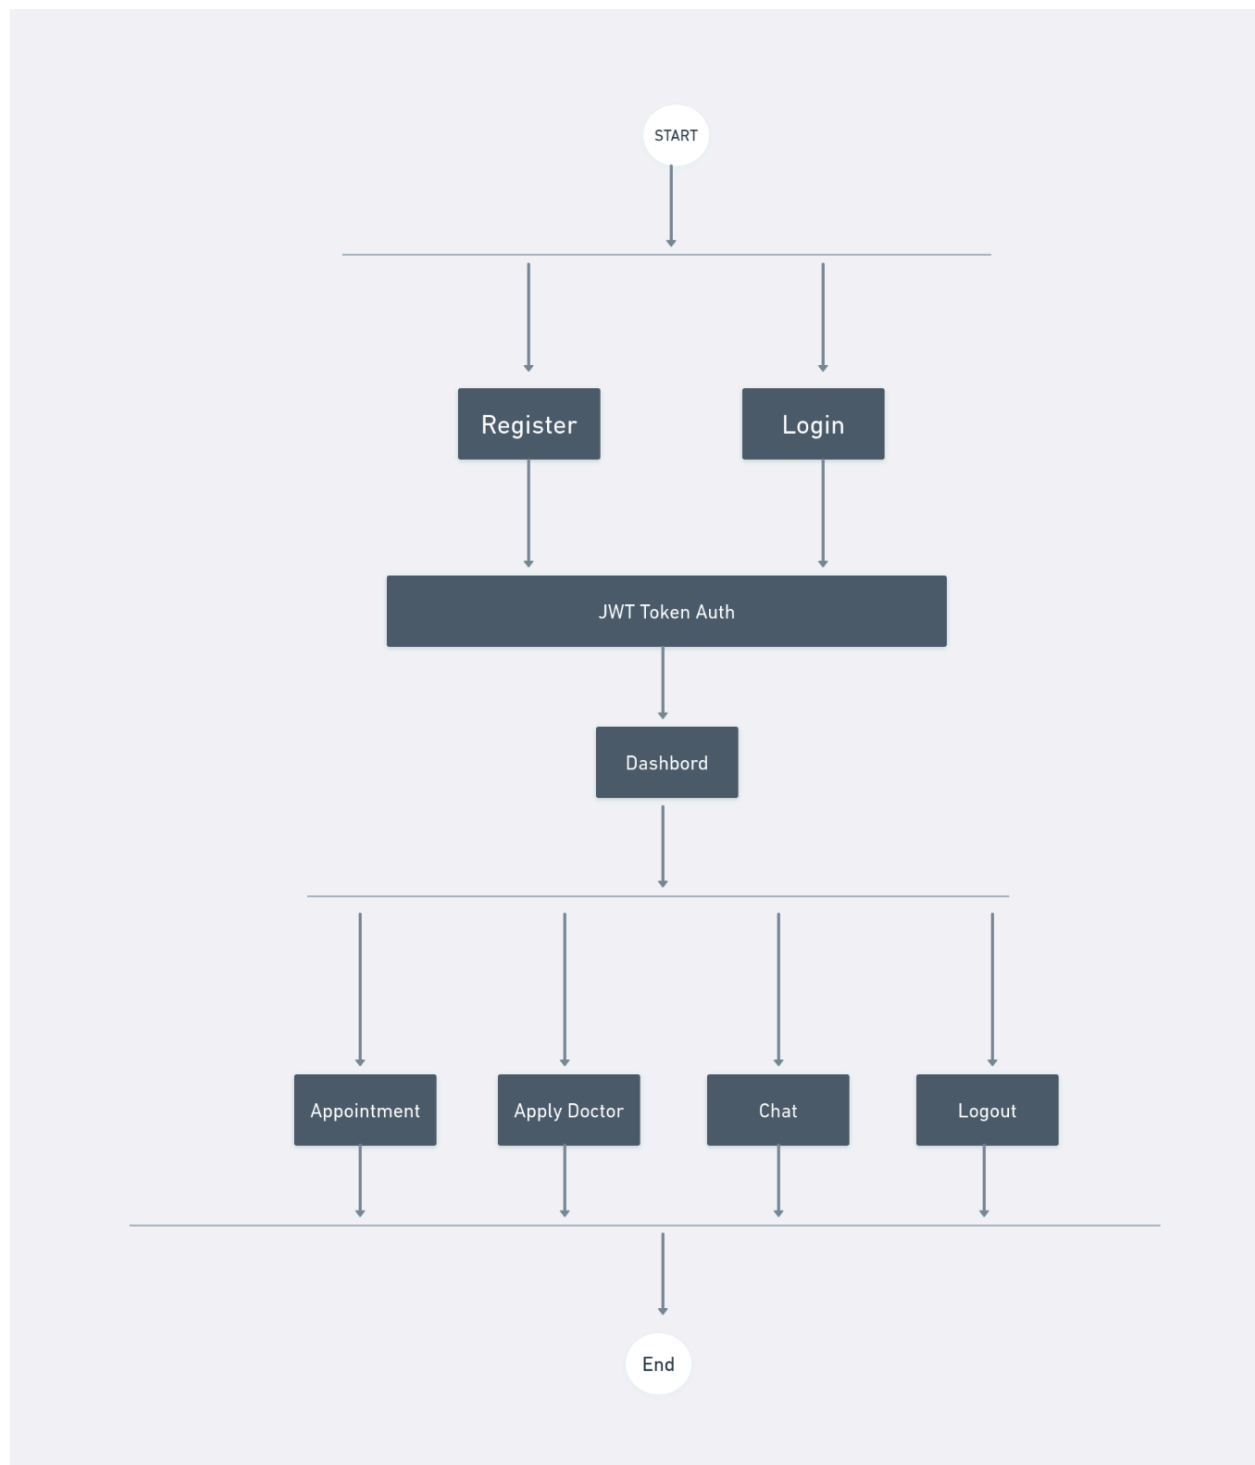 START
Register
Login
JWT Token Auth
Dashbord
Appointment
Apply Doctor
Chat
Logout
End